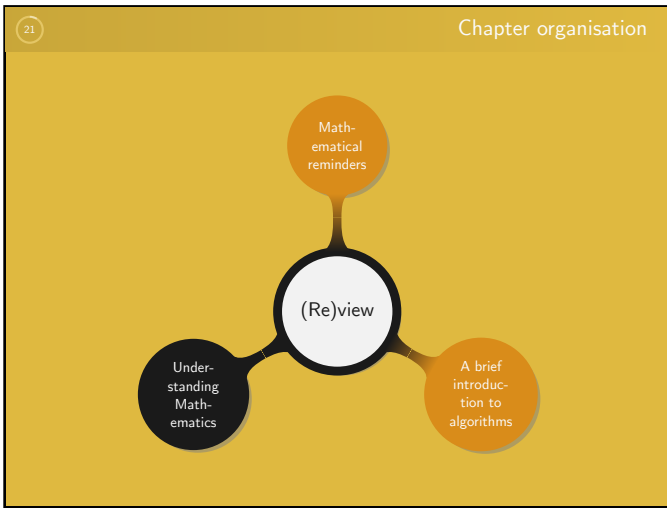 21
Chapter organisation
Math-
ematical
reminders
(Re)view
Under-
standing
Math-
ematics
A brief
introduc-
tion to
algorithms